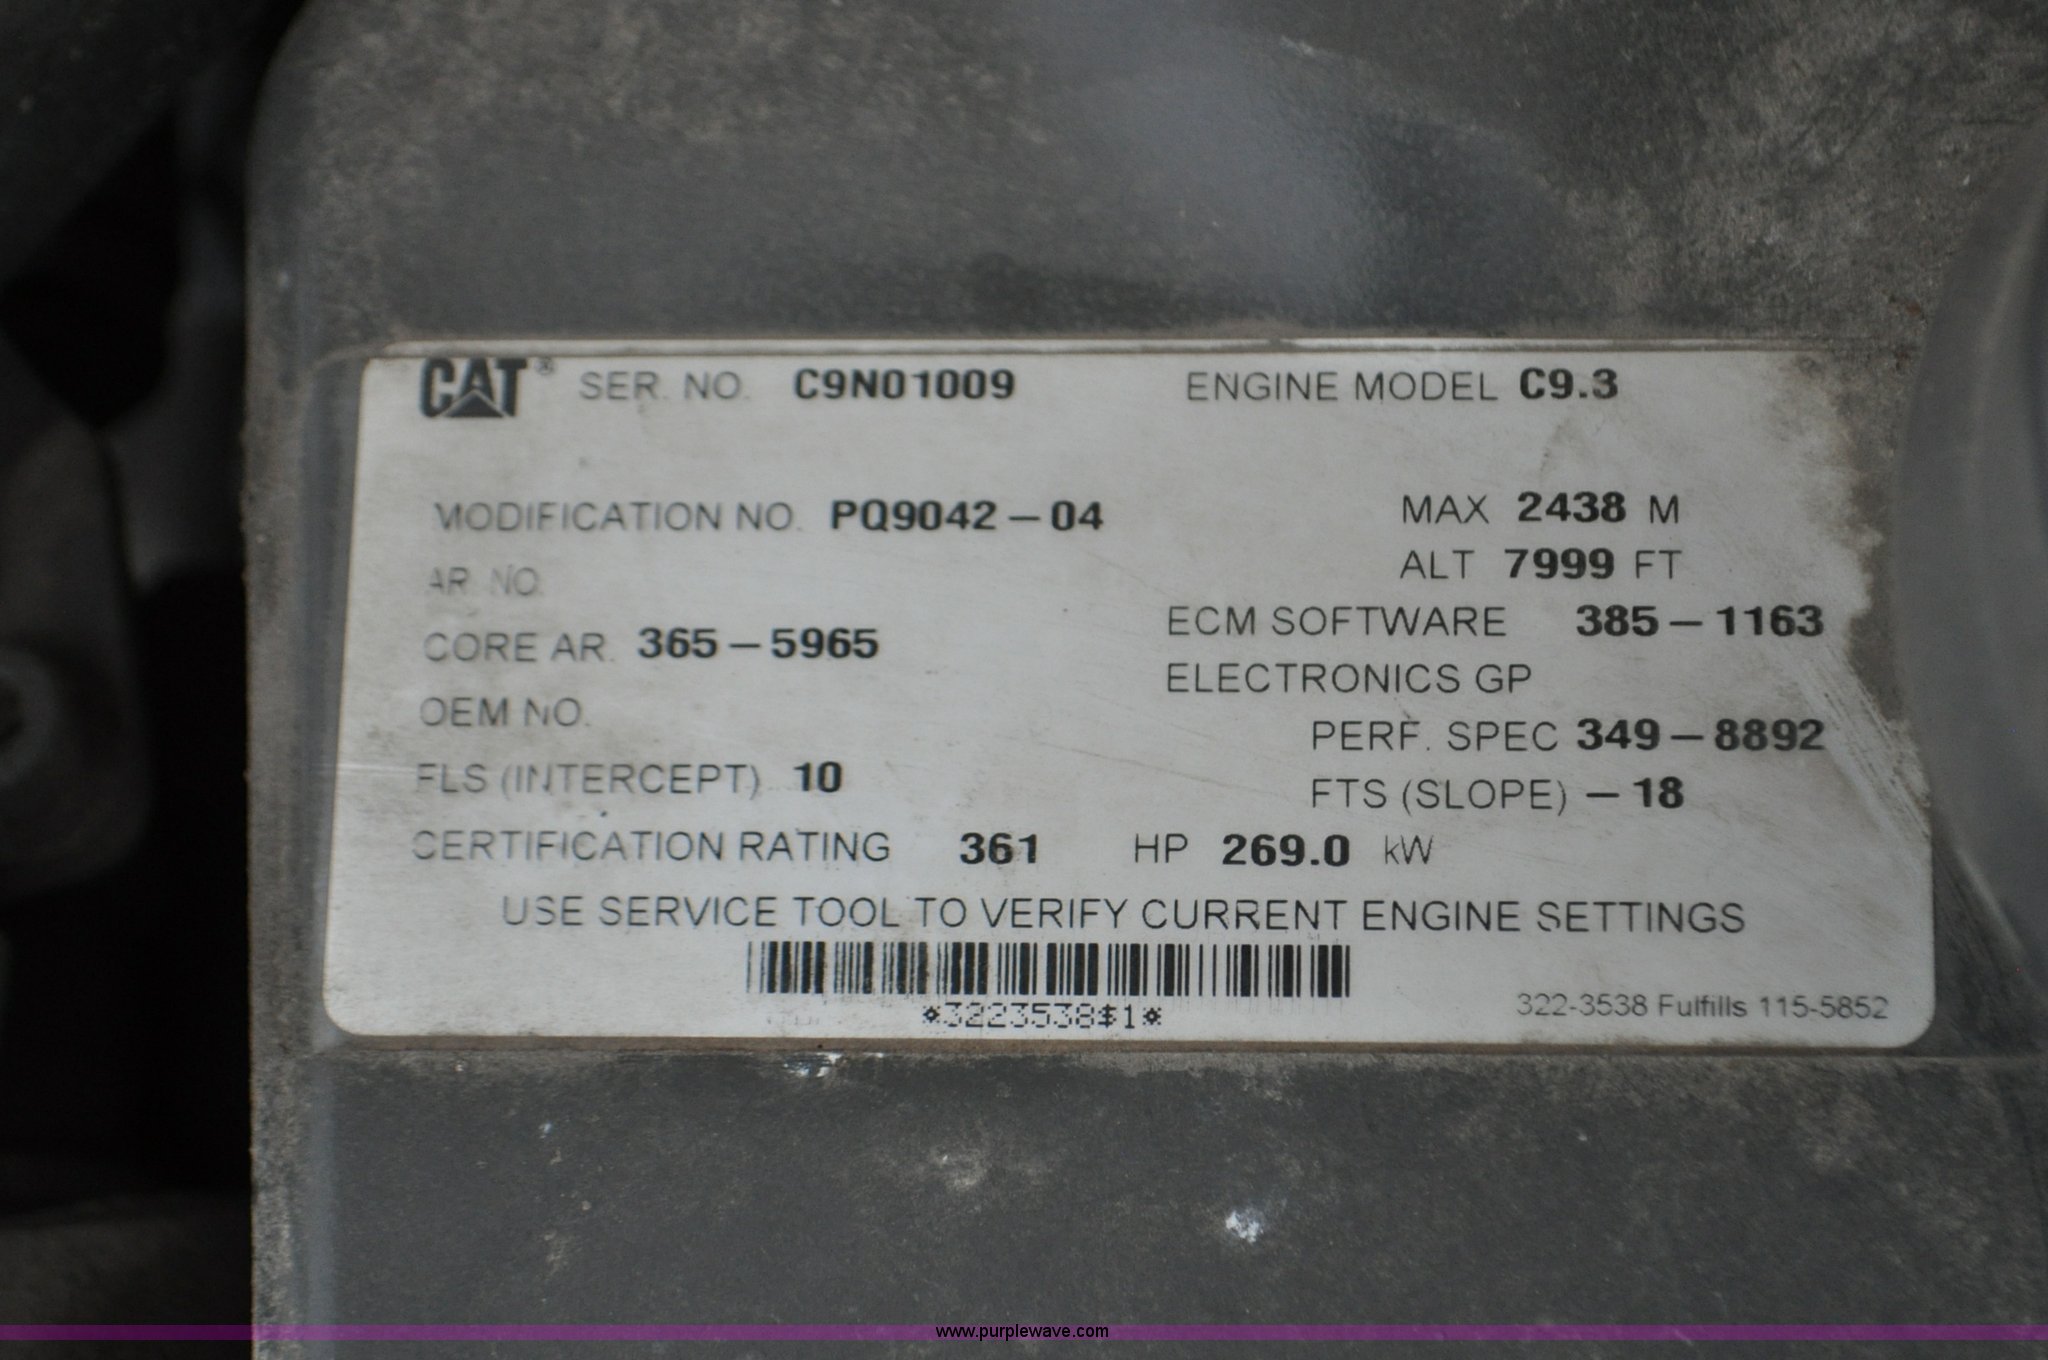 CAT® SER. NO. C9N01009 ENGINE MODEL C9.3
MODIFICATION NO. PQ9042-04 MAX 2438 M
AR NO. ALT 7999 FT
CORE AR. 365-5965 ECM SOFTWARE 385-1163
OEM NO. ELECTRONICS GP
PERF. SPEC 349-8892
FLS (INTERCEPT) 10 FTS (SLOPE) -18
CERTIFICATION RATING 361 HP 269.0 kW
USE SERVICE TOOL TO VERIFY CURRENT ENGINE SETTINGS
*3223538$1*
322-3538 Fulfills 115-5852
www.purplewave.com